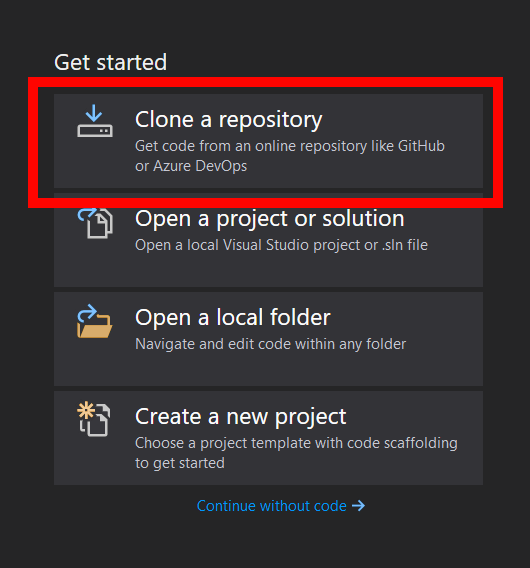 Get started
Clone a repository
Get code from an online repository like GitHub
or Azure DevOps
Open a project or solution
Open a local Visual Studio project or .sln file
Open a local folder
Navigate and edit code within any folder
Create a new project
Choose a project template with code scaffolding
to get started
Continue without code →